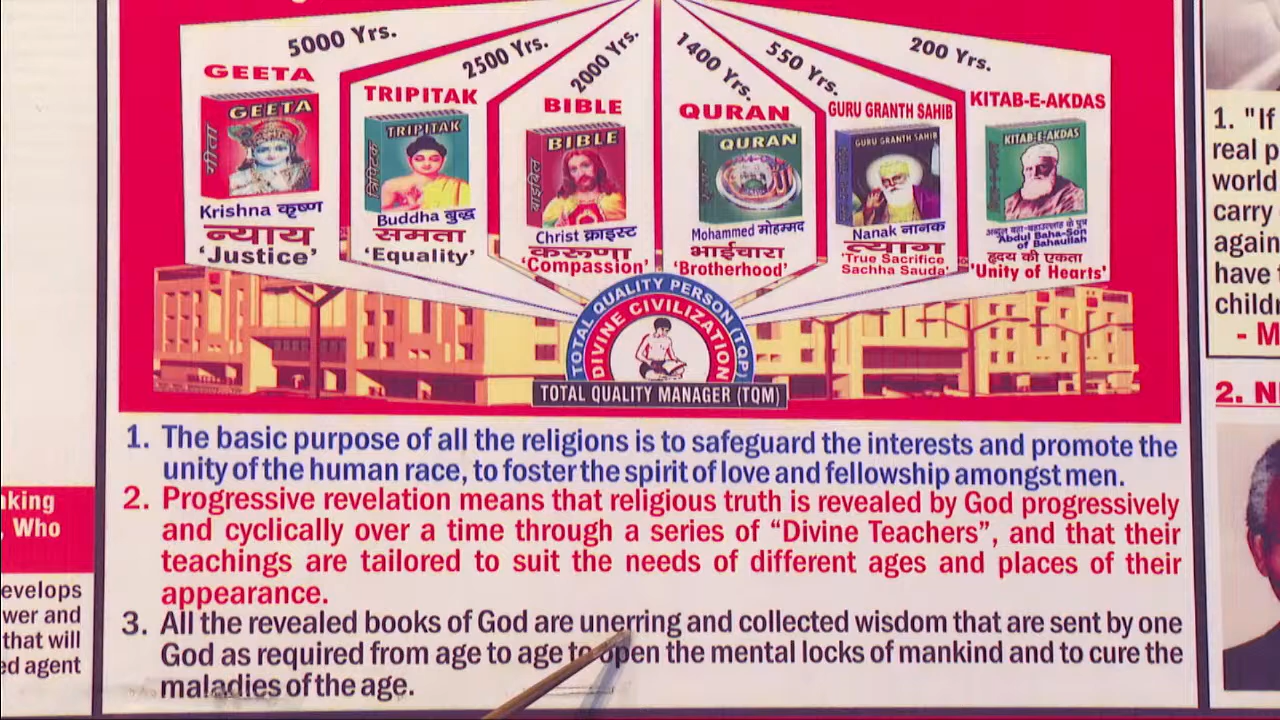 5000 Yrs.
2500 Yrs.
2000 Yrs.
1400 Yrs.
550 Yrs.
200 Yrs.
GEETA
GEETA
गीता
Krishna कृष्ण
न्याय
‘Justice’
TRIPITAK
TRIPITAK
त्रिपिटक
Buddha बुद्ध
समता
‘Equality’
BIBLE
BIBLE
बाइबिल
Christ क्राइस्ट
करूणा
‘Compassion’
QURAN
QURAN
Mohammed मोहम्मद
भाईचारा
‘Brotherhood’
GURU GRANTH SAHIB
GURU GRANTH SAHIB
Nanak नानक
त्याग
‘True Sacrifice
Sachha Sauda’
KITAB-E-AKDAS
KITAB-E-AKDAS
अब्दुल बहा-बहाउल्लाह के पुत्र
Abdul Baha-Son
of Bahaullah
हृदय की एकता
‘Unity of Hearts’
TOTAL QUALITY PERSON (TQP)
DIVINE CIVILIZATION
TOTAL QUALITY MANAGER (TQM)
1. The basic purpose of all the religions is to safeguard the interests and promote the
unity of the human race, to foster the spirit of love and fellowship amongst men.
2. Progressive revelation means that religious truth is revealed by God progressively
and cyclically over a time through a series of “Divine Teachers”, and that their
teachings are tailored to suit the needs of different ages and places of their
appearance.
3. All the revealed books of God are unerring and collected wisdom that are sent by one
God as required from age to age to open the mental locks of mankind and to cure the
maladies of the age.
aking
Who
evelops
wer and
that will
ed agent
1. "If
real p
world
carry
again
have
childr
- M
2. N